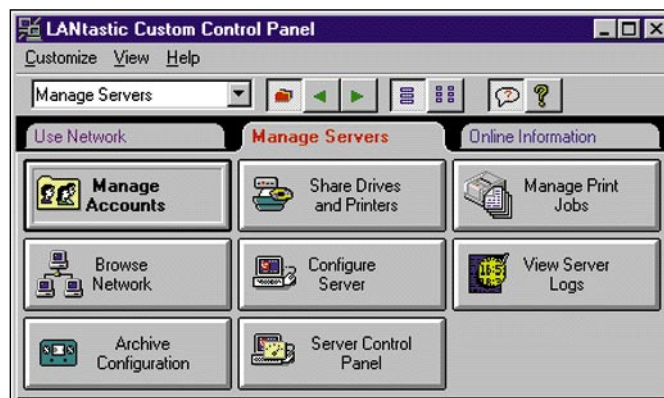 LANtastic Custom Control Panel
Customize View Help
Manage Servers
Use Network
Manage Servers
Online Information
Manage
Accounts
Share Drives
and Printers
Manage Print
Jobs
Browse
Network
Configure
Server
View Server
Logs
Archive
Configuration
Server Control
Panel